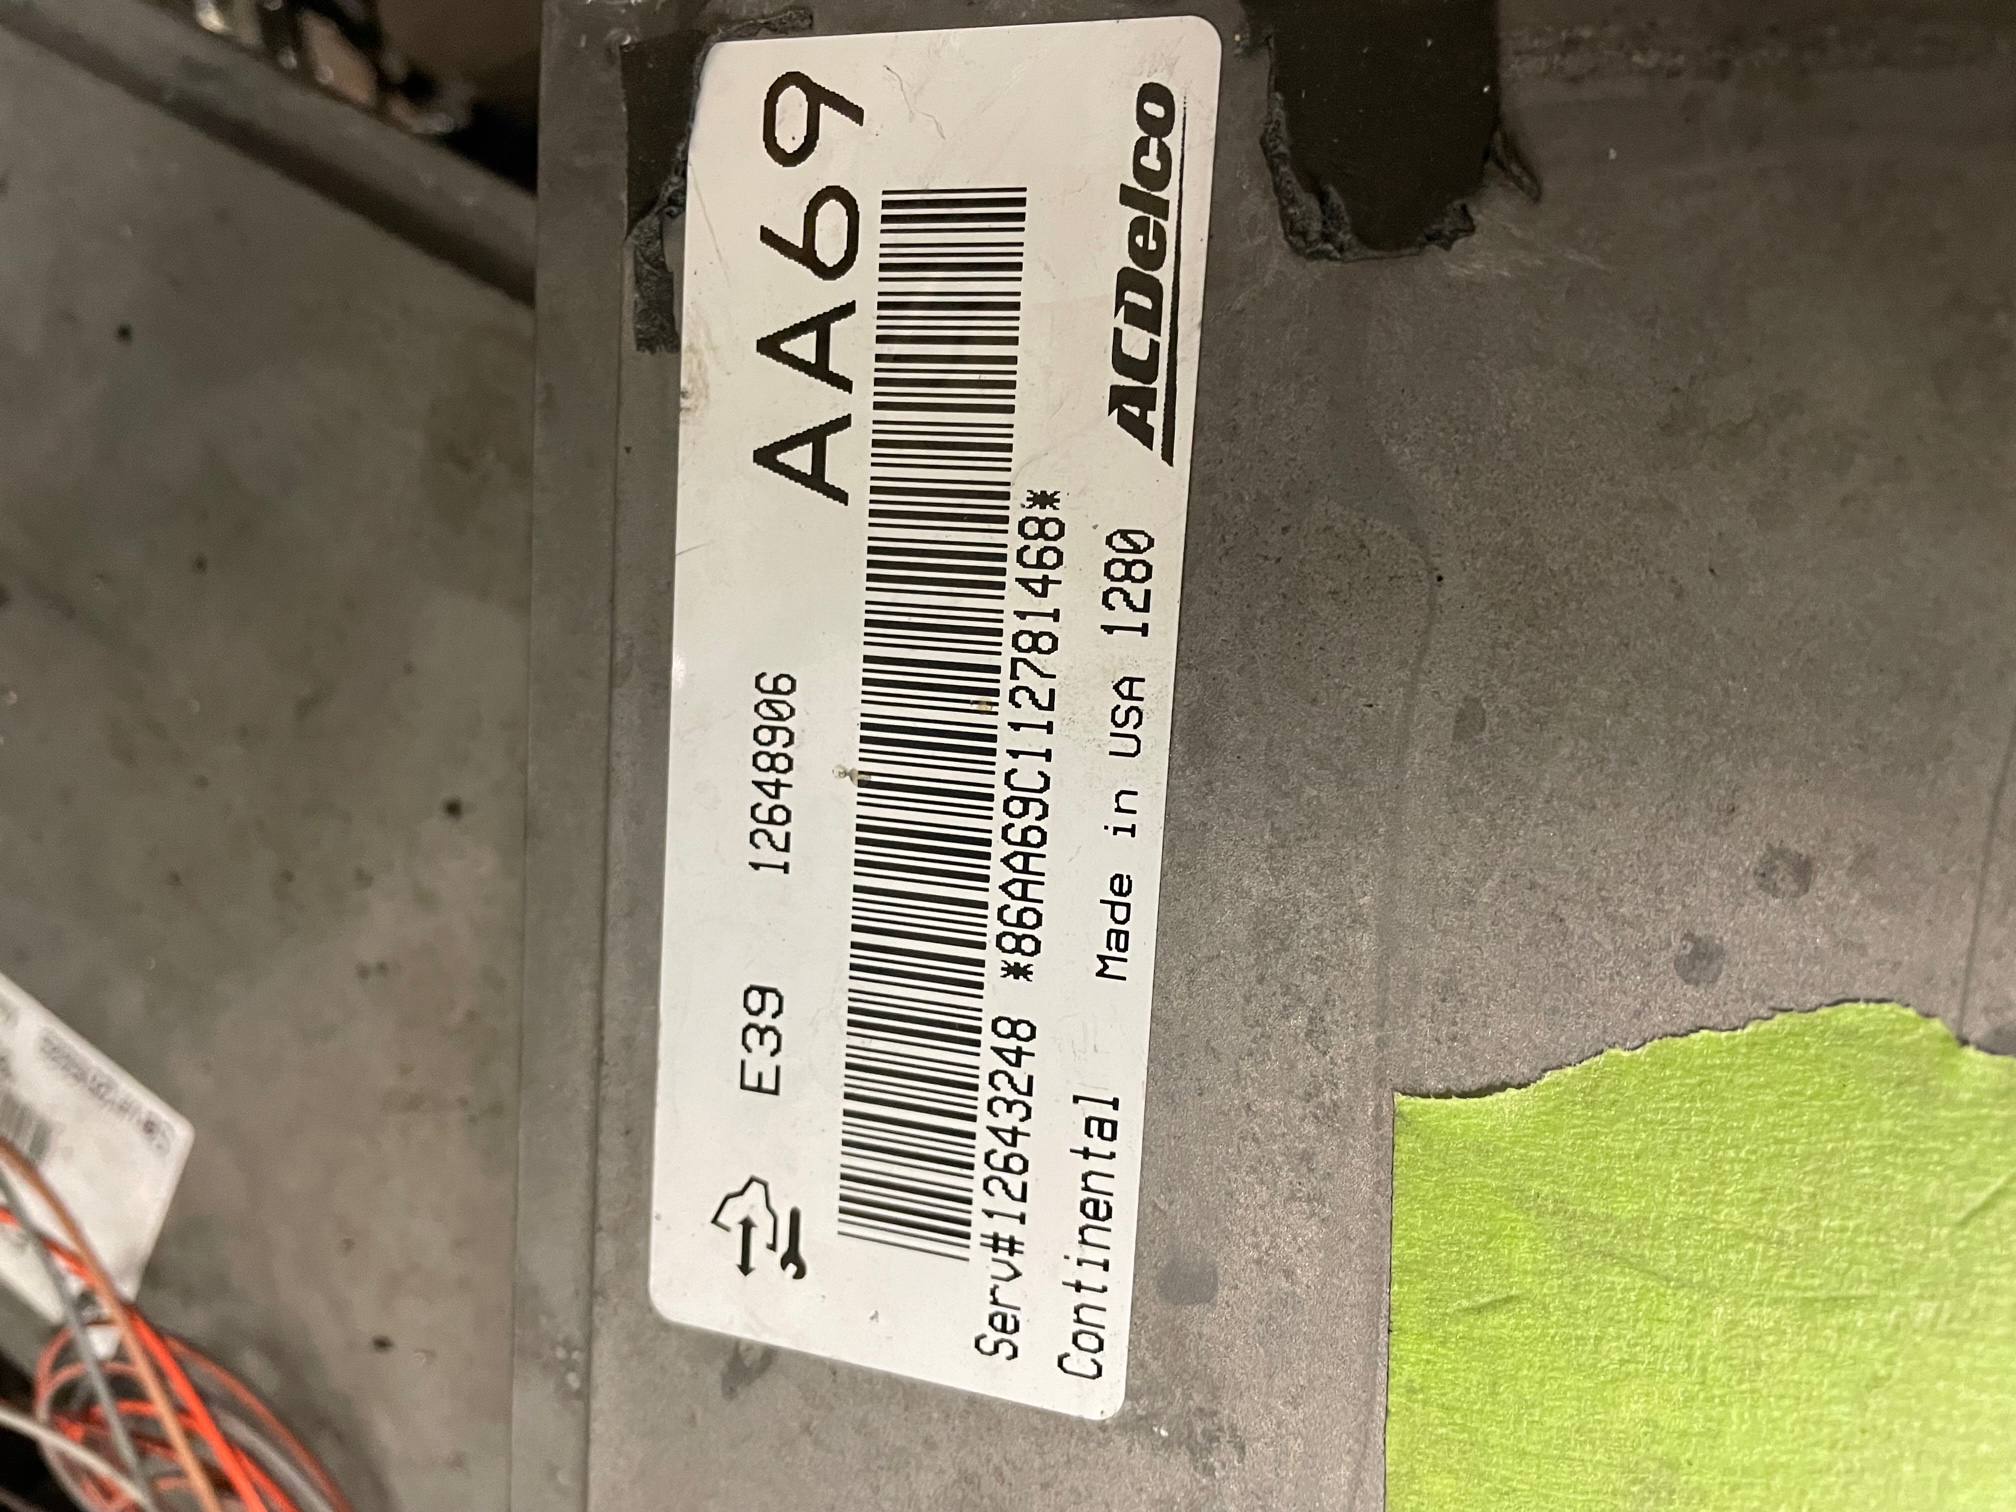 E39 12648906 AA69
Serv#12643248 *86AA69C112781468*
Continental Made in USA 1280 ACDelco